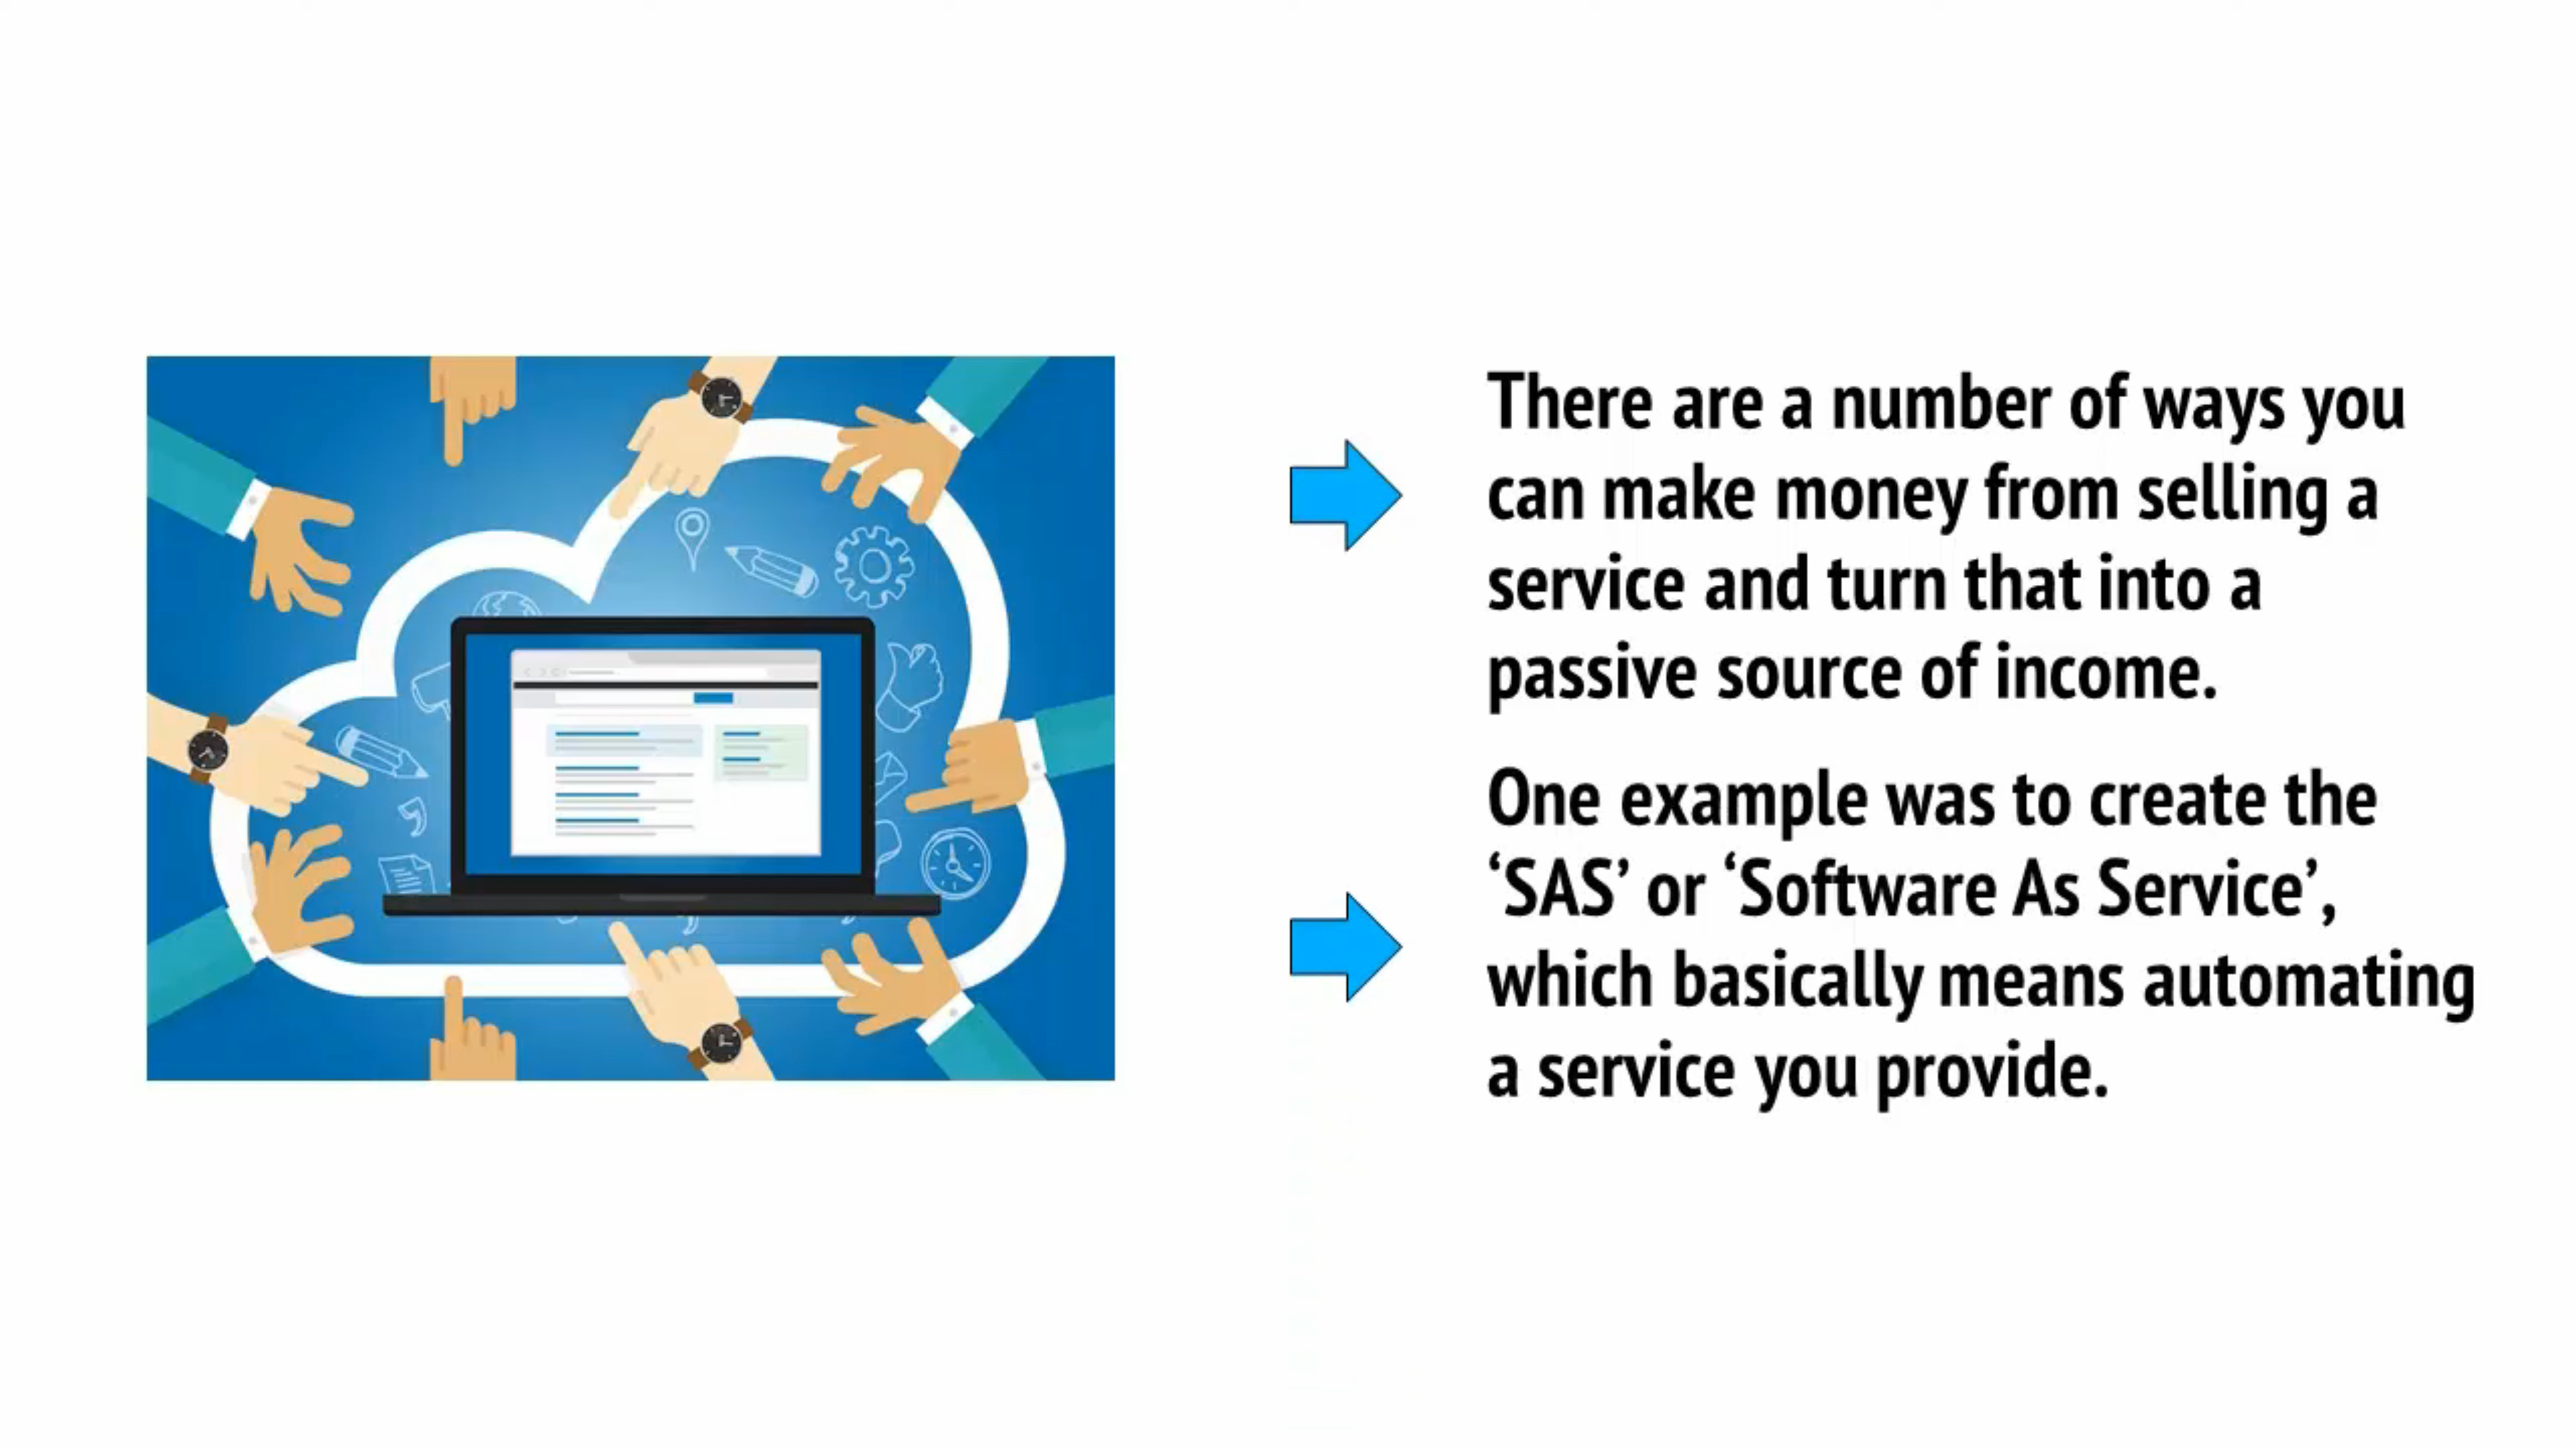 There are a number of ways you
can make money from selling a
service and turn that into a
passive source of income.
One example was to create the
‘SAS’ or ‘Software As Service’,
which basically means automating
a service you provide.